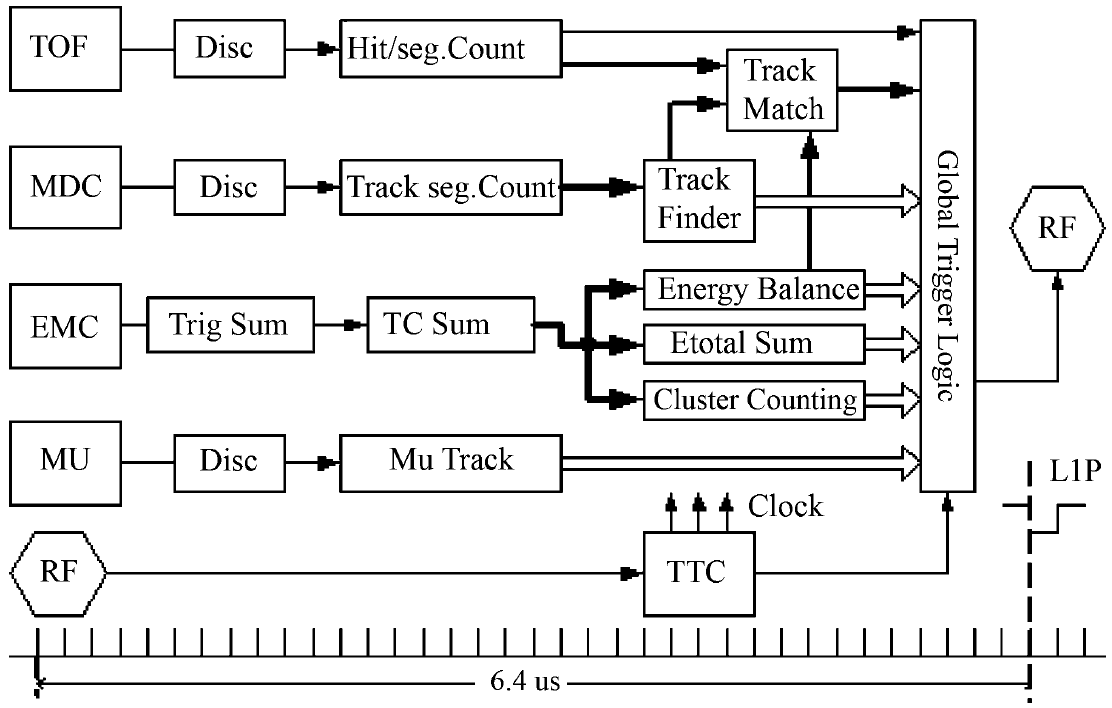 TOF
Disc
Hit/seg.Count
Track
Match
MDC
Disc
Track seg.Count
Track
Finder
Global Trigger Logic
RF
EMC
Trig Sum
TC Sum
Energy Balance
Etotal Sum
Cluster Counting
MU
Disc
Mu Track
L1P
Clock
RF
TTC
6.4 us